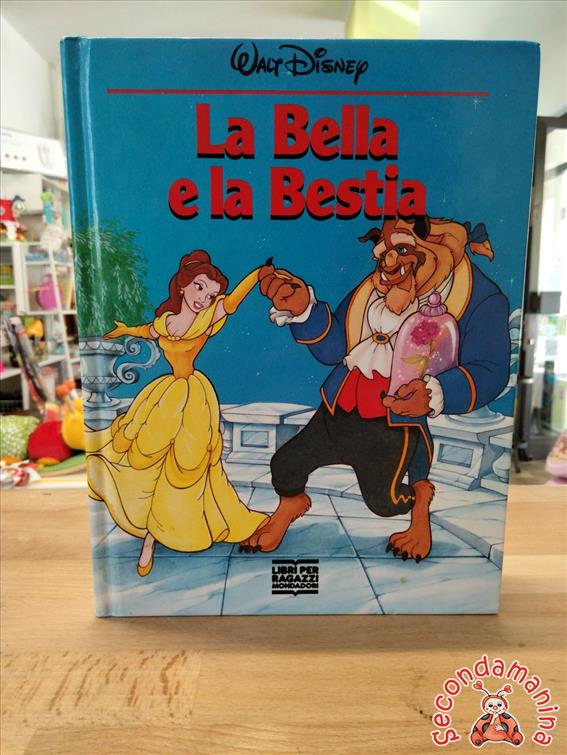 WALT DISNEY
La Bella
e la Bestia
LIBRI PER
RAGAZZI
MONDADORI
secondamanina